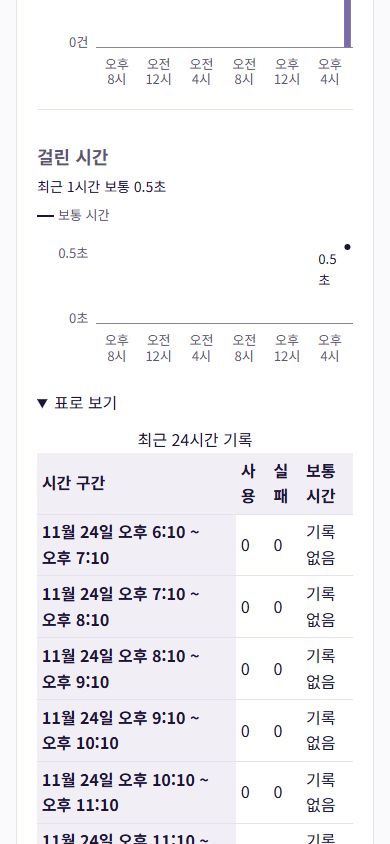 0건
오후 오전 오전 오후 오전 오후
8시 12시 4시 8시 12시 4시
걸린 시간
최근 1시간 보통 0.5초
보통 시간
0.5초
0.5
초
0초
오후 오전 오전 오후 오전 오후
8시 12시 4시 8시 12시 4시
▼ 표로 보기
최근 24시간 기록
시간 구간 사용 실패 보통 시간
11월 24일 오후 6:10 ~ 오후 7:10 0 0 기록 없음
11월 24일 오후 7:10 ~ 오후 8:10 0 0 기록 없음
11월 24일 오후 8:10 ~ 오후 9:10 0 0 기록 없음
11월 24일 오후 9:10 ~ 오후 10:10 0 0 기록 없음
11월 24일 오후 10:10 ~ 오후 11:10 0 0 기록 없음
11월 24일 오후 11:10 ~ 기록